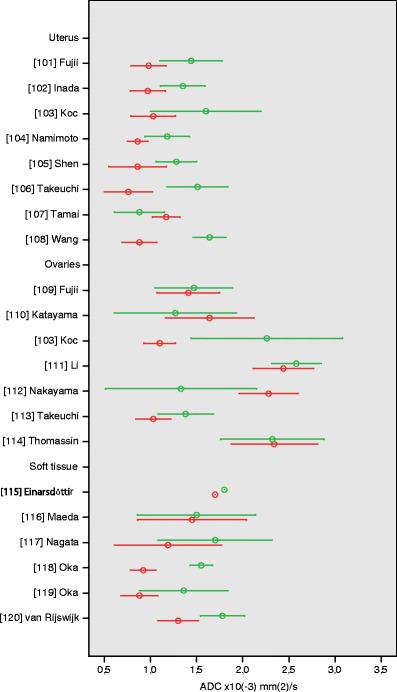 Uterus
[101] Fujii
[102] Inada
[103] Koc
[104] Namimoto
[105] Shen
[106] Takeuchi
[107] Tamai
[108] Wang
Ovaries
[109] Fujii
[110] Katayama
[103] Koc
[111] Li
[112] Nakayama
[113] Takeuchi
[114] Thomassin
Soft tissue
[115] Einarsdóttir
[116] Maeda
[117] Nagata
[118] Oka
[119] Oka
[120] van Rijswijk
0,5 1,0 1,5 2,0 2,5 3,0 3,5
ADC x10(-3) mm(2)/s